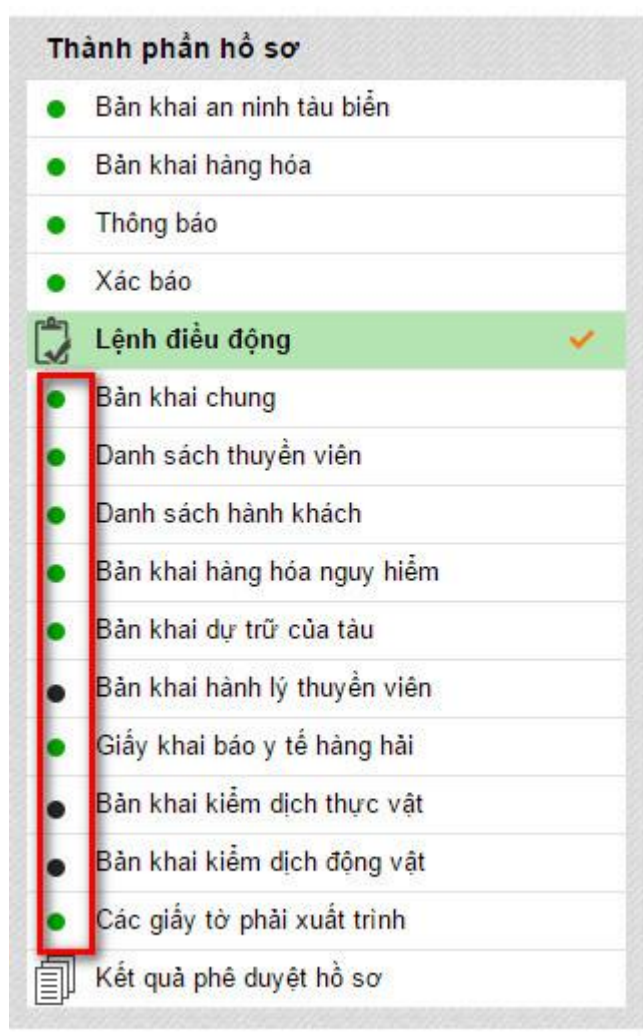 Thành phần hồ sơ
Bản khai an ninh tàu biển
Bản khai hàng hóa
Thông báo
Xác báo
Lệnh điều động
Bản khai chung
Danh sách thuyền viên
Danh sách hành khách
Bản khai hàng hóa nguy hiểm
Bản khai dự trữ của tàu
Bản khai hành lý thuyền viên
Giấy khai báo y tế hàng hải
Bản khai kiểm dịch thực vật
Bản khai kiểm dịch động vật
Các giấy tờ phải xuất trình
Kết quả phê duyệt hồ sơ